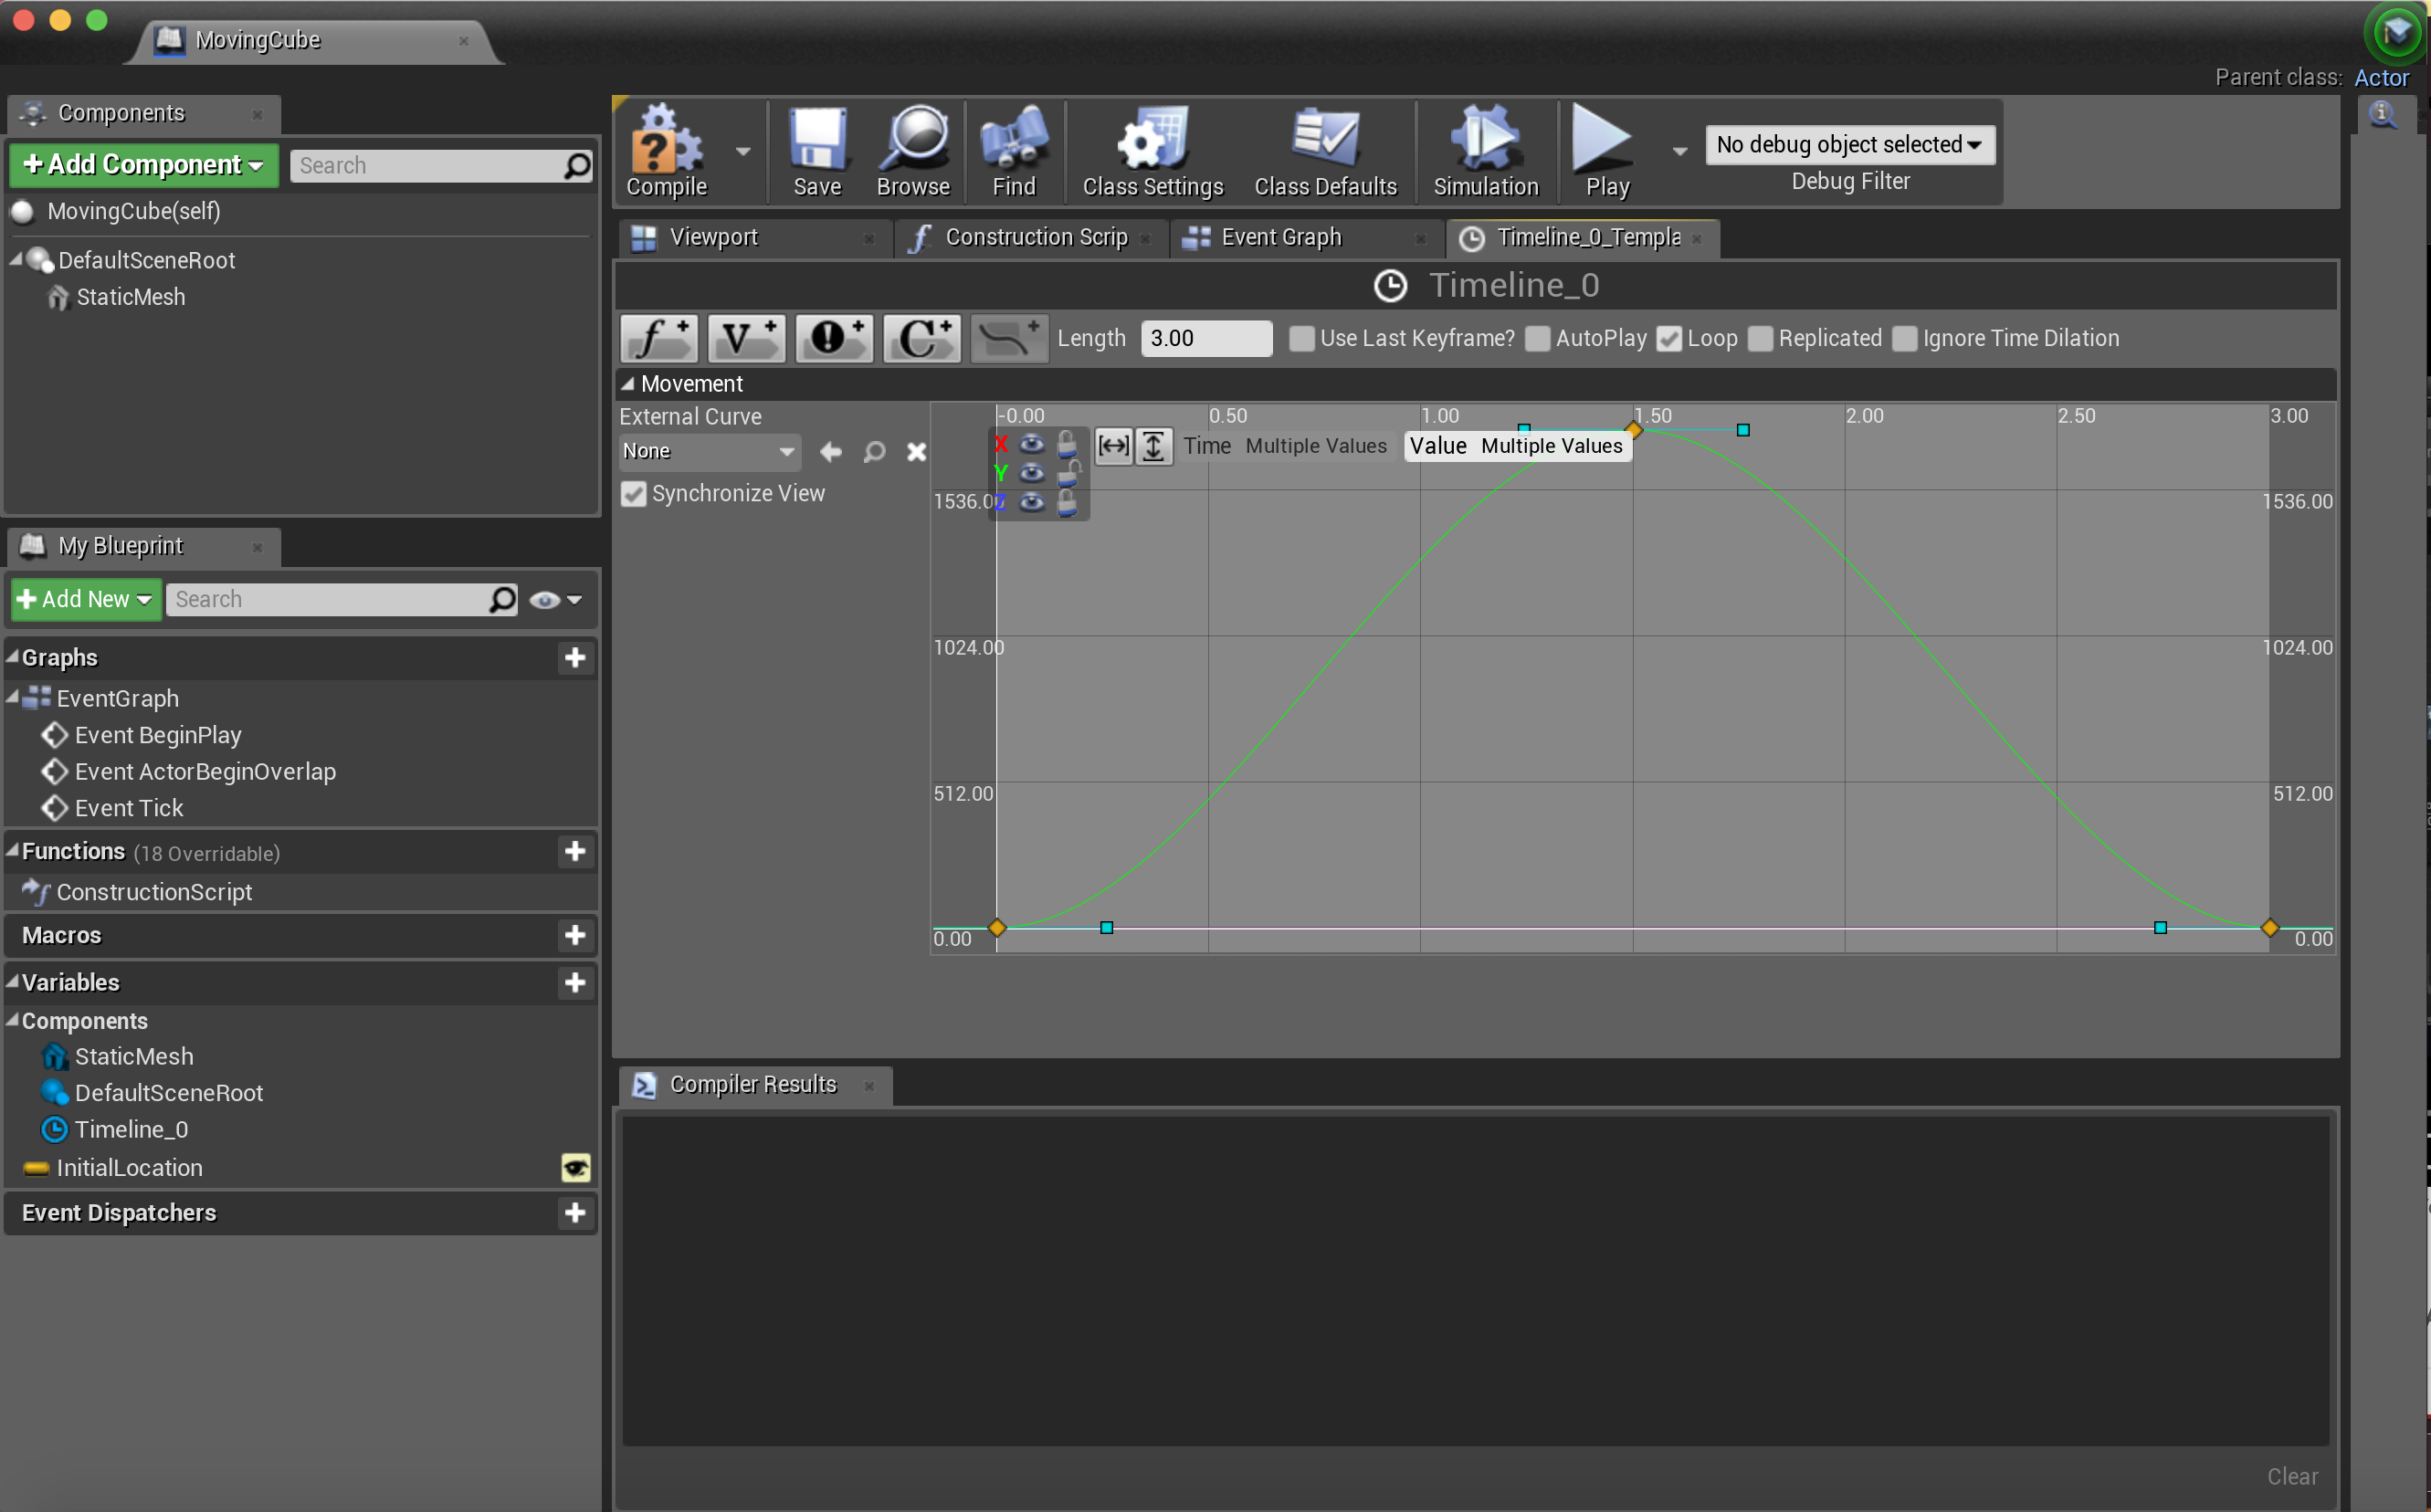 MovingCube
Parent class: Actor
Components
Add Component
Search
MovingCube(self)
DefaultSceneRoot
StaticMesh
My Blueprint
Add New
Search
Graphs
EventGraph
Event BeginPlay
Event ActorBeginOverlap
Event Tick
Functions (18 Overridable)
ConstructionScript
Macros
Variables
Components
StaticMesh
DefaultSceneRoot
Timeline_0
InitialLocation
Event Dispatchers
Compile
Save
Browse
Find
Class Settings
Class Defaults
Simulation
Play
No debug object selected
Debug Filter
Viewport
Construction Scrip
Event Graph
Timeline_0_Templa
Timeline_0
f V ! C Length 3.00 Use Last Keyframe? AutoPlay Loop Replicated Ignore Time Dilation
Movement
External Curve
None
Synchronize View
-0.00 0.50 1.00 1.50 2.00 2.50 3.00
X
Y
Z
Time Multiple Values Value Multiple Values
1536.00 1536.00
1024.00 1024.00
512.00 512.00
0.00 0.00
Compiler Results
Clear